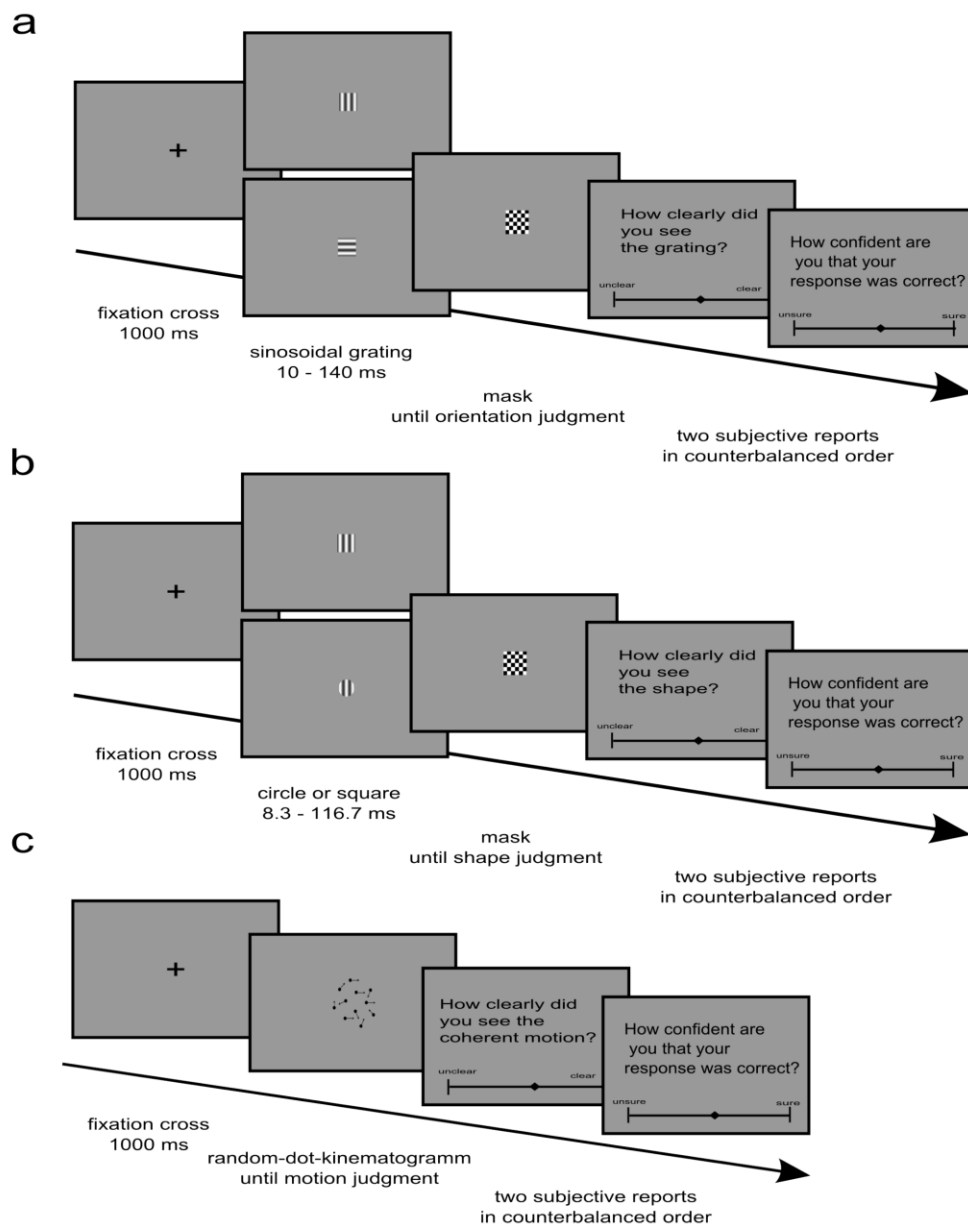 a
How clearly did
you see
the grating?
unclear
clear
How confident are
you that your
response was correct?
unsure
sure
fixation cross
1000 ms
sinosoidal grating
10 - 140 ms
mask
until orientation judgment
two subjective reports
in counterbalanced order
b
How clearly did
you see
the shape?
unclear
clear
How confident are
you that your
response was correct?
unsure
sure
fixation cross
1000 ms
circle or square
8.3 - 116.7 ms
mask
until shape judgment
two subjective reports
in counterbalanced order
c
How clearly did
you see the
coherent motion?
unclear
clear
How confident are
you that your
response was correct?
unsure
sure
fixation cross
1000 ms
random-dot-kinematogramm
until motion judgment
two subjective reports
in counterbalanced order